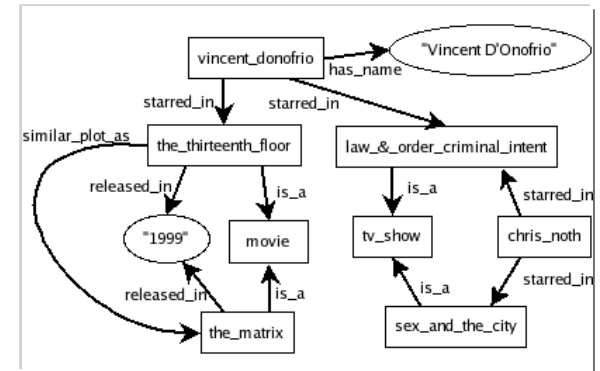 vincent_donofrio
"Vincent D'Onofrio"
has_name
starred_in
starred_in
similar_plot_as
the_thirteenth_floor
law_&_order_criminal_intent
released_in
is_a
is_a
starred_in
"1999"
movie
tv_show
chris_noth
released_in
is_a
is_a
starred_in
the_matrix
sex_and_the_city